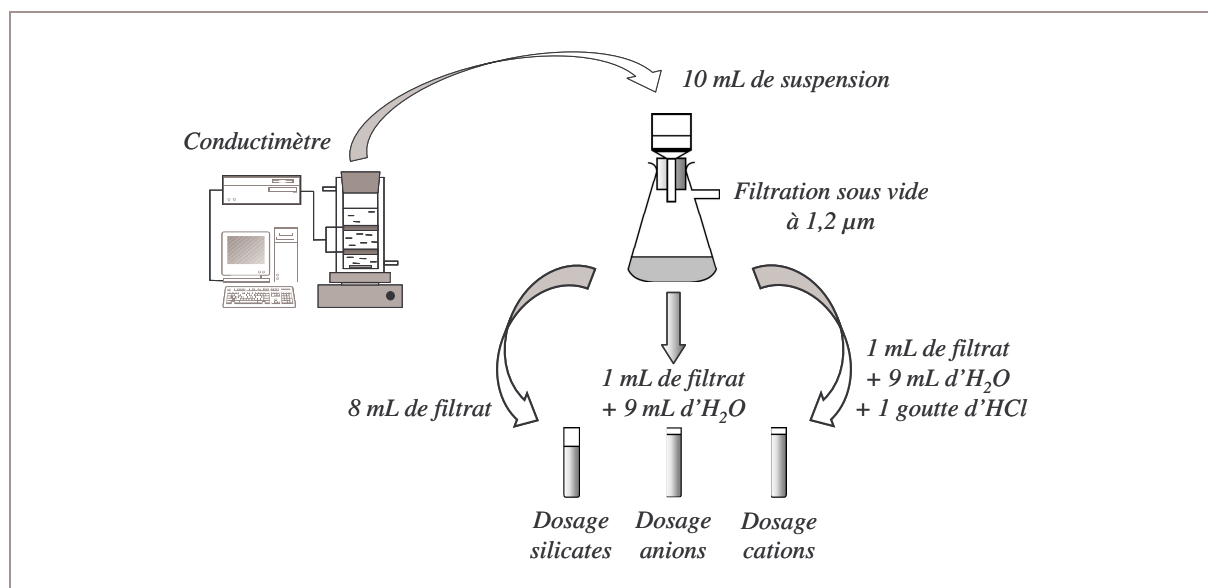 10 mL de suspension
Conductimètre
Filtration sous vide
à 1,2 µm
8 mL de filtrat
1 mL de filtrat
+ 9 mL d’H₂O
1 mL de filtrat
+ 9 mL d’H₂O
+ 1 goutte d’HCl
Dosage
silicates
Dosage
anions
Dosage
cations